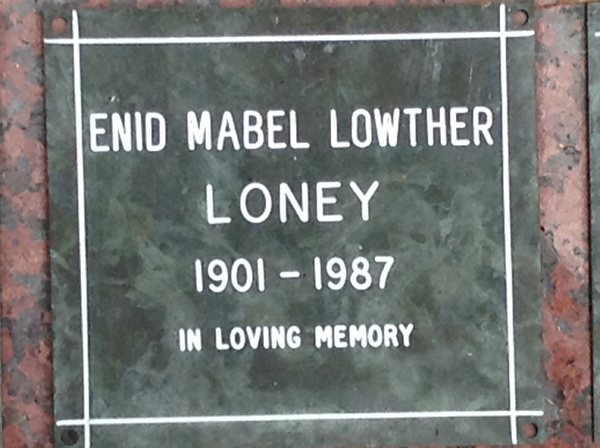 ENID MABEL LOWTHER
LONEY
1901 - 1987
IN LOVING MEMORY